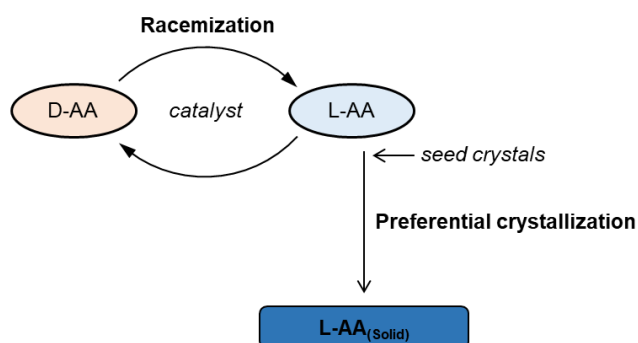 Racemization
D-AA
catalyst
L-AA
seed crystals
Preferential crystallization
L-AA(Solid)